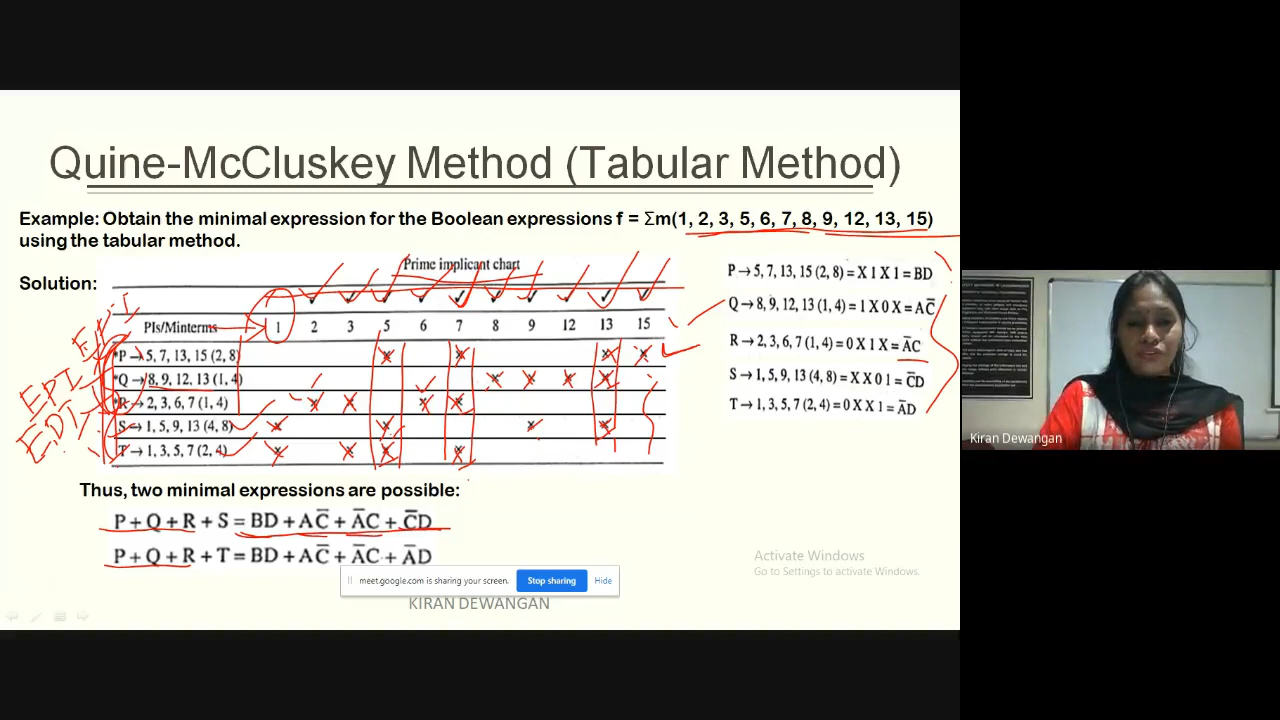 Quine-McCluskey Method (Tabular Method)
Example: Obtain the minimal expression for the Boolean expressions f = Σm(1, 2, 3, 5, 6, 7, 8, 9, 12, 13, 15)
using the tabular method.
Solution:
Prime implicant chart
✓ ✓ ✓ ✓ ✓ ✓ ✓ ✓ ✓ ✓
PIs/Minterms → 1 2 3 5 6 7 8 9 12 13 15
*P → 5, 7, 13, 15 (2, 8) × × × ×
*Q → 8, 9, 12, 13 (1, 4) × × × ×
*R → 2, 3, 6, 7 (1, 4) × × × ×
S → 1, 5, 9, 13 (4, 8) × × × ×
T → 1, 3, 5, 7 (2, 4) × × × ×
EPI
EPI
EPI
P → 5, 7, 13, 15 (2, 8) = X 1 X 1 = BD
Q → 8, 9, 12, 13 (1, 4) = 1 X 0 X = AC̅
R → 2, 3, 6, 7 (1, 4) = 0 X 1 X = A̅C
S → 1, 5, 9, 13 (4, 8) = X X 0 1 = C̅D
T → 1, 3, 5, 7 (2, 4) = 0 X X 1 = A̅D
Thus, two minimal expressions are possible:
P + Q + R + S = BD + AC̅ + A̅C + C̅D
P + Q + R + T = BD + AC̅ + A̅C + A̅D
meet.google.com is sharing your screen. Stop sharing Hide
KIRAN DEWANGAN
Activate Windows
Go to Settings to activate Windows.
Kiran Dewangan